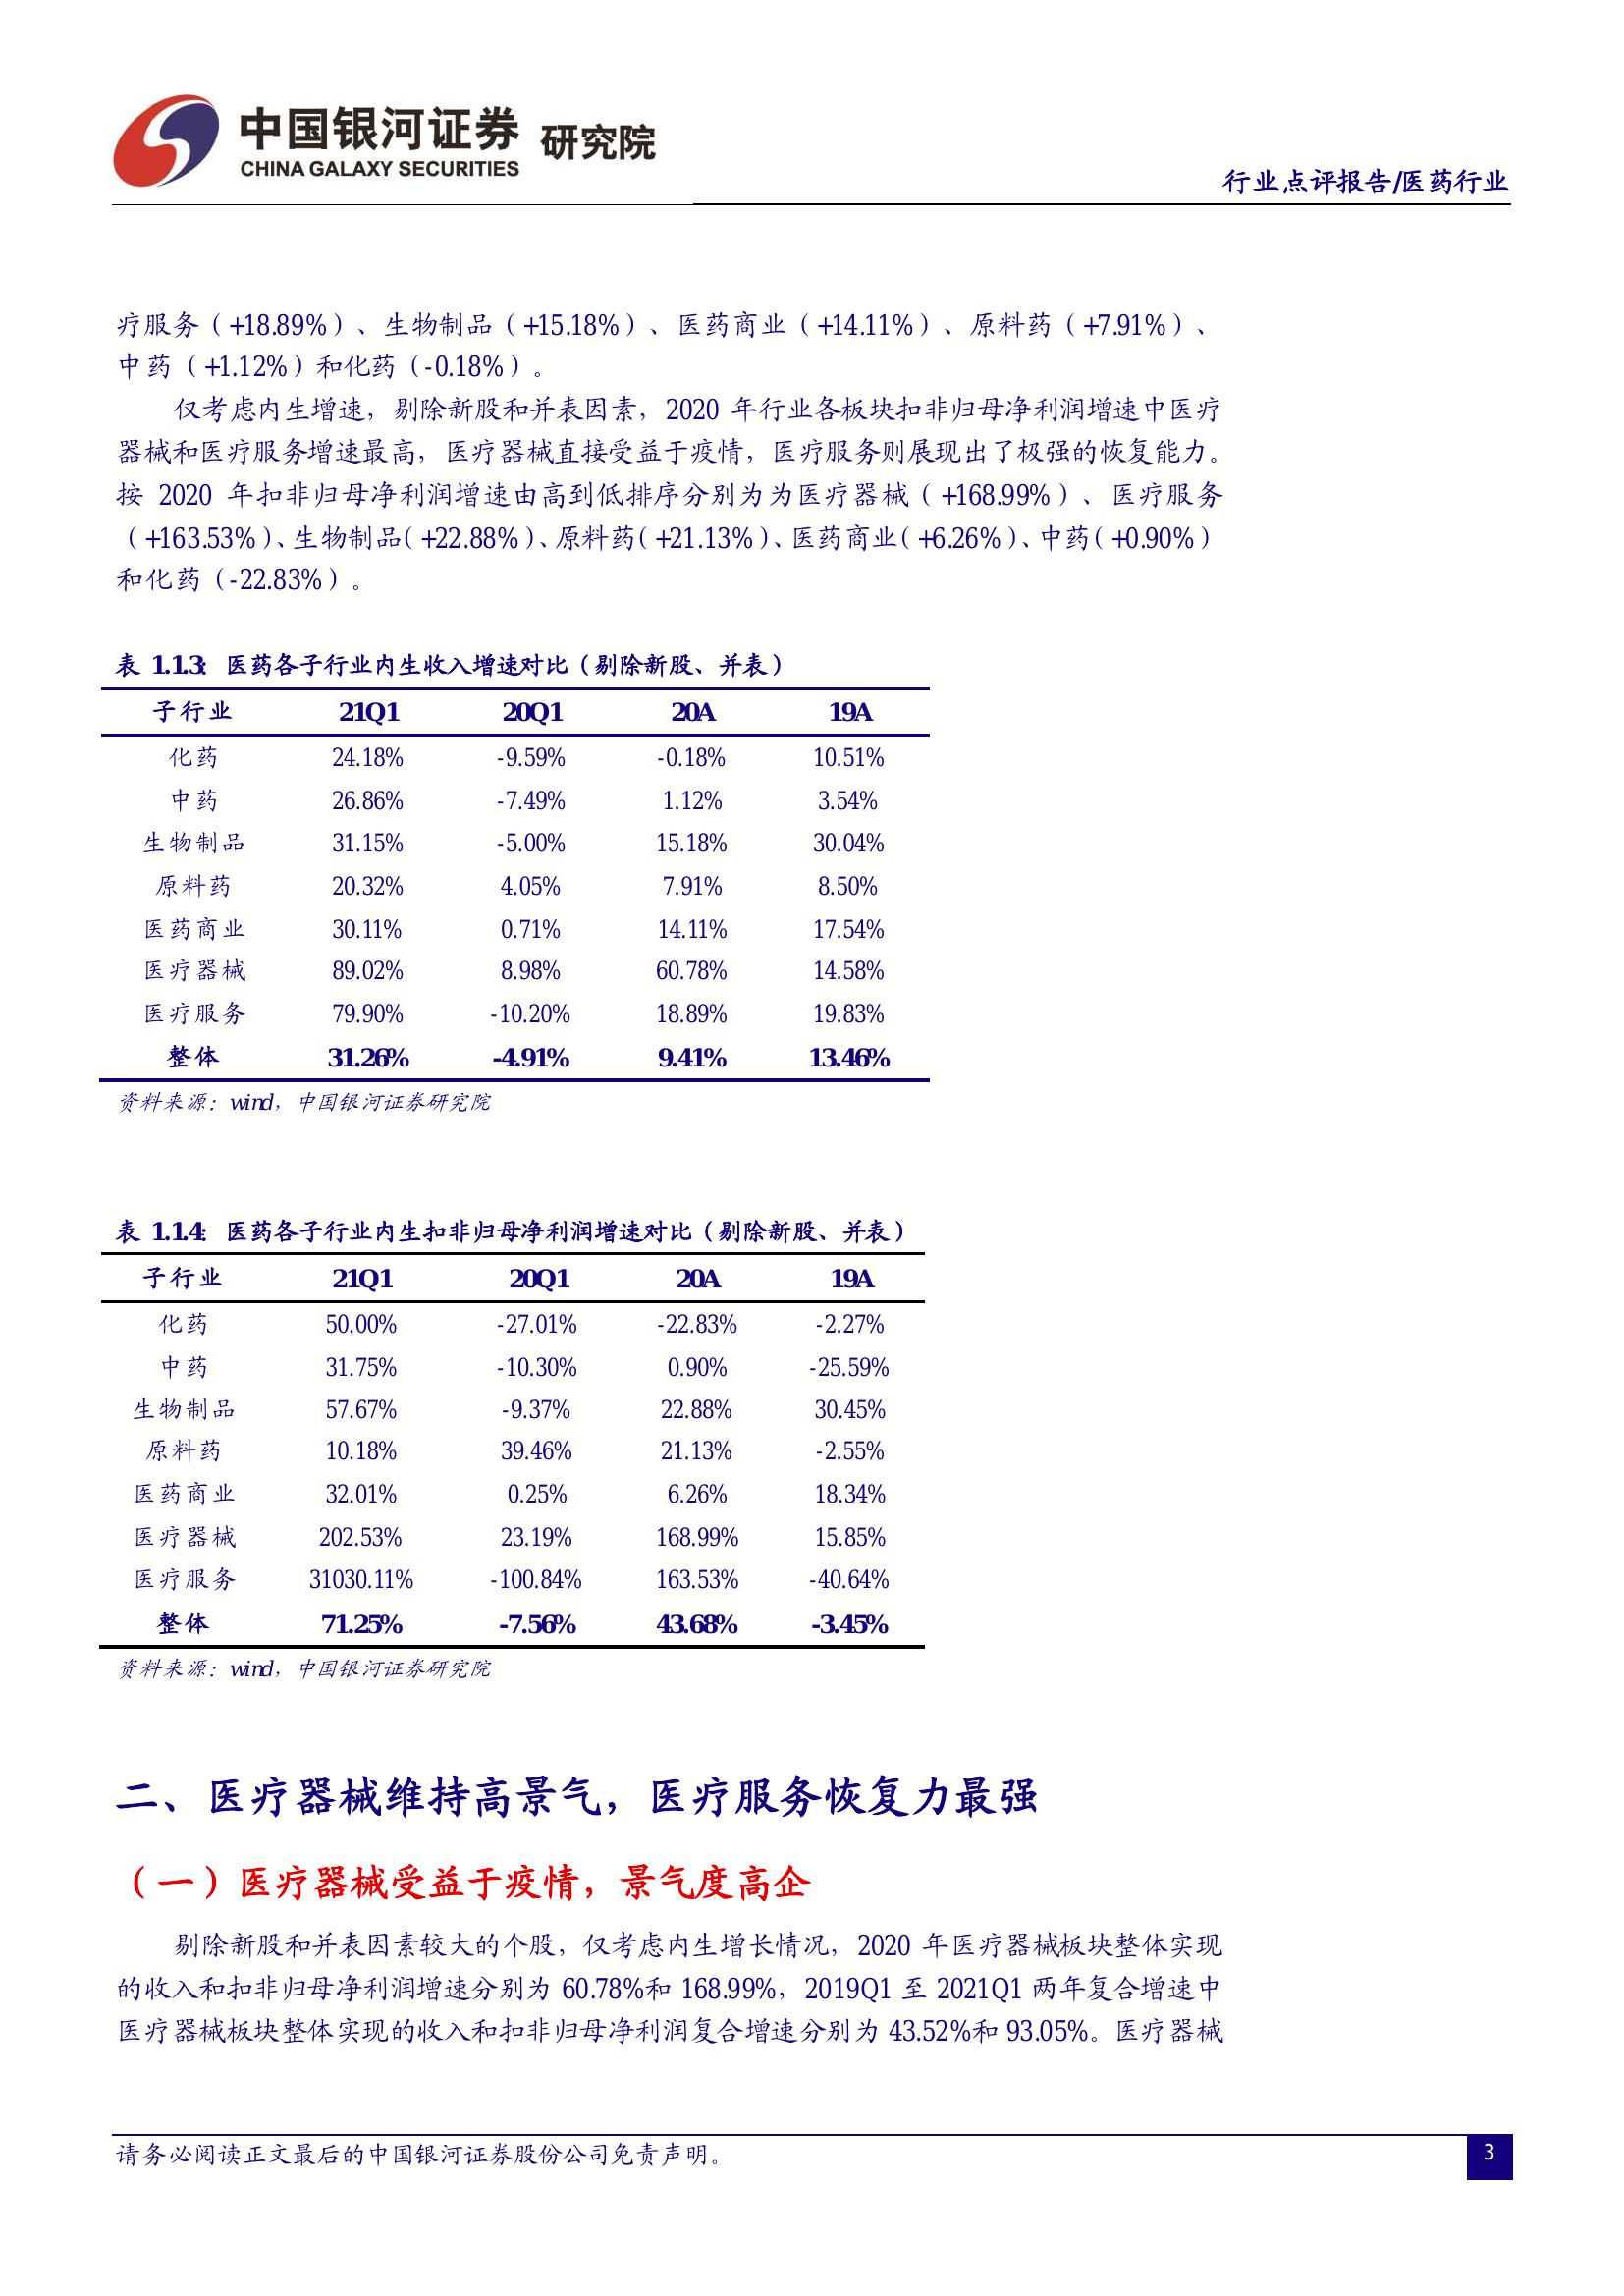 中国银河证券 研究院
CHINA GALAXY SECURITIES
行业点评报告/医药行业
疗服务（+18.89%）、生物制品（+15.18%）、医药商业（+14.11%）、原料药（+7.91%）、
中药（+1.12%）和化药（-0.18%）。
仅考虑内生增速，剔除新股和并表因素，2020 年行业各板块扣非归母净利润增速中医疗
器械和医疗服务增速最高，医疗器械直接受益于疫情，医疗服务则展现出了极强的恢复能力。
按 2020 年扣非归母净利润增速由高到低排序分别为为医疗器械（+168.99%）、医疗服务
（+163.53%）、生物制品（+22.88%）、原料药（+21.13%）、医药商业（+6.26%）、中药（+0.90%）
和化药（-22.83%）。
表 1.1.3：医药各子行业内生收入增速对比（剔除新股、并表）
子行业 21Q1 20Q1 20A 19A
化药 24.18% -9.59% -0.18% 10.51%
中药 26.86% -7.49% 1.12% 3.54%
生物制品 31.15% -5.00% 15.18% 30.04%
原料药 20.32% 4.05% 7.91% 8.50%
医药商业 30.11% 0.71% 14.11% 17.54%
医疗器械 89.02% 8.98% 60.78% 14.58%
医疗服务 79.90% -10.20% 18.89% 19.83%
整体 31.26% -4.91% 9.41% 13.46%
资料来源：wind，中国银河证券研究院
表 1.1.4：医药各子行业内生扣非归母净利润增速对比（剔除新股、并表）
子行业 21Q1 20Q1 20A 19A
化药 50.00% -27.01% -22.83% -2.27%
中药 31.75% -10.30% 0.90% -25.59%
生物制品 57.67% -9.37% 22.88% 30.45%
原料药 10.18% 39.46% 21.13% -2.55%
医药商业 32.01% 0.25% 6.26% 18.34%
医疗器械 202.53% 23.19% 168.99% 15.85%
医疗服务 31030.11% -100.84% 163.53% -40.64%
整体 71.25% -7.56% 43.68% -3.45%
资料来源：wind，中国银河证券研究院
二、医疗器械维持高景气，医疗服务恢复力最强
（一）医疗器械受益于疫情，景气度高企
剔除新股和并表因素较大的个股，仅考虑内生增长情况，2020 年医疗器械板块整体实现
的收入和扣非归母净利润增速分别为 60.78%和 168.99%，2019Q1 至 2021Q1 两年复合增速中
医疗器械板块整体实现的收入和扣非归母净利润复合增速分别为 43.52%和 93.05%。医疗器械
请务必阅读正文最后的中国银河证券股份公司免责声明。
3